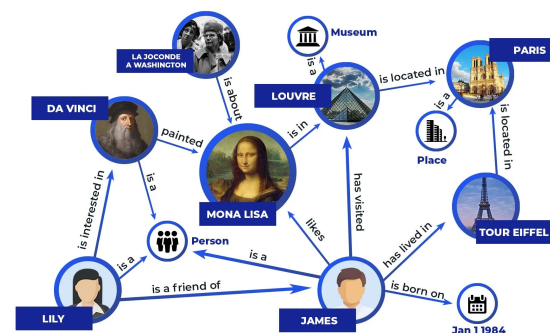 Museum
PARIS
LA JOCONDE
A WASHINGTON
is a
LOUVRE
is located in
is about
DA VINCI
is a
is located in
painted
is in
Place
MONA LISA
is interested in
is a
has visited
TOUR EIFFEL
Person
likes
has lived in
is a
is a
is a friend of
is born on
LILY
JAMES
Jan 1 1984